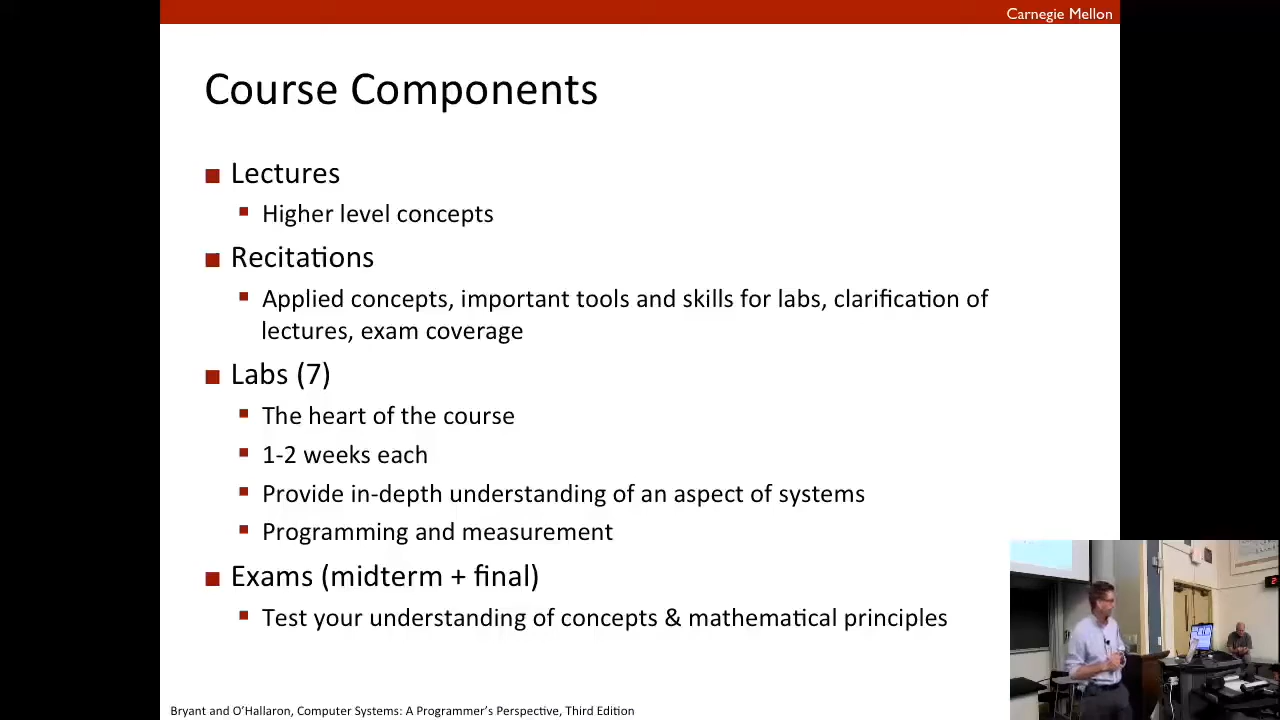 Carnegie Mellon
Course Components
Lectures
Higher level concepts
Recitations
Applied concepts, important tools and skills for labs, clarification of
lectures, exam coverage
Labs (7)
The heart of the course
1-2 weeks each
Provide in-depth understanding of an aspect of systems
Programming and measurement
Exams (midterm + final)
Test your understanding of concepts & mathematical principles
Bryant and O'Hallaron, Computer Systems: A Programmer's Perspective, Third Edition